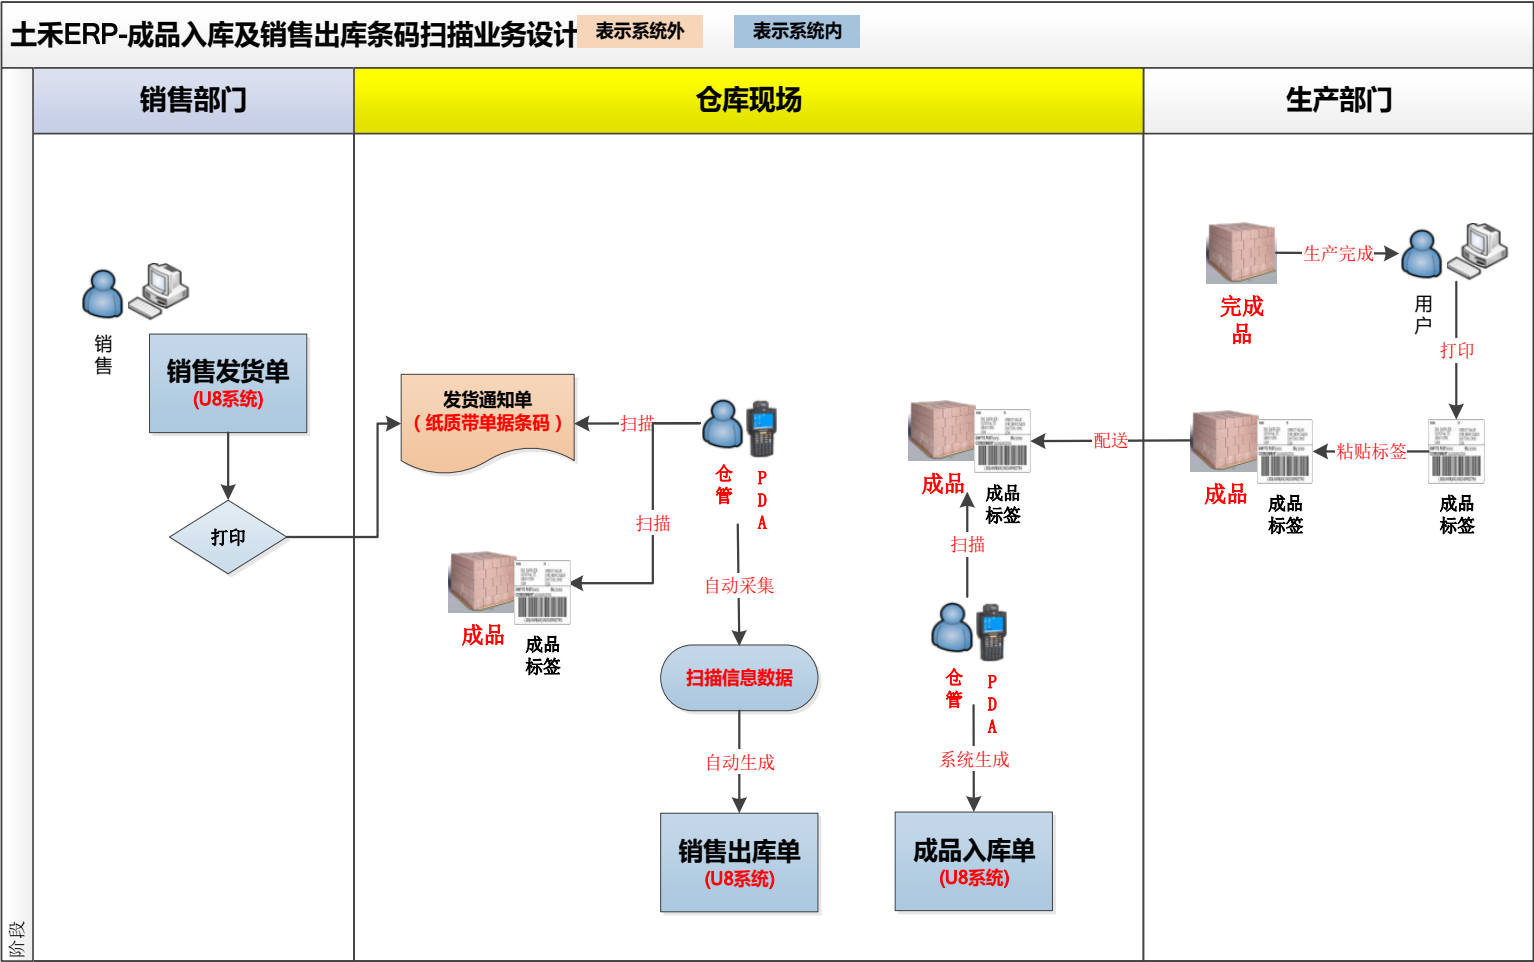 土禾ERP-成品入库及销售出库条码扫描业务设计
表示系统外
表示系统内
销售部门
仓库现场
生产部门
阶段
销售
销售发货单
(U8系统)
打印
发货通知单
（纸质带单据条码）
扫描
仓管
PDA
扫描
成品
成品
标签
自动采集
扫描信息数据
自动生成
销售出库单
(U8系统)
成品
成品
标签
扫描
仓管
PDA
系统生成
成品入库单
(U8系统)
配送
完成
品
生产完成
用户
打印
成品
标签
粘贴标签
成品
成品
标签